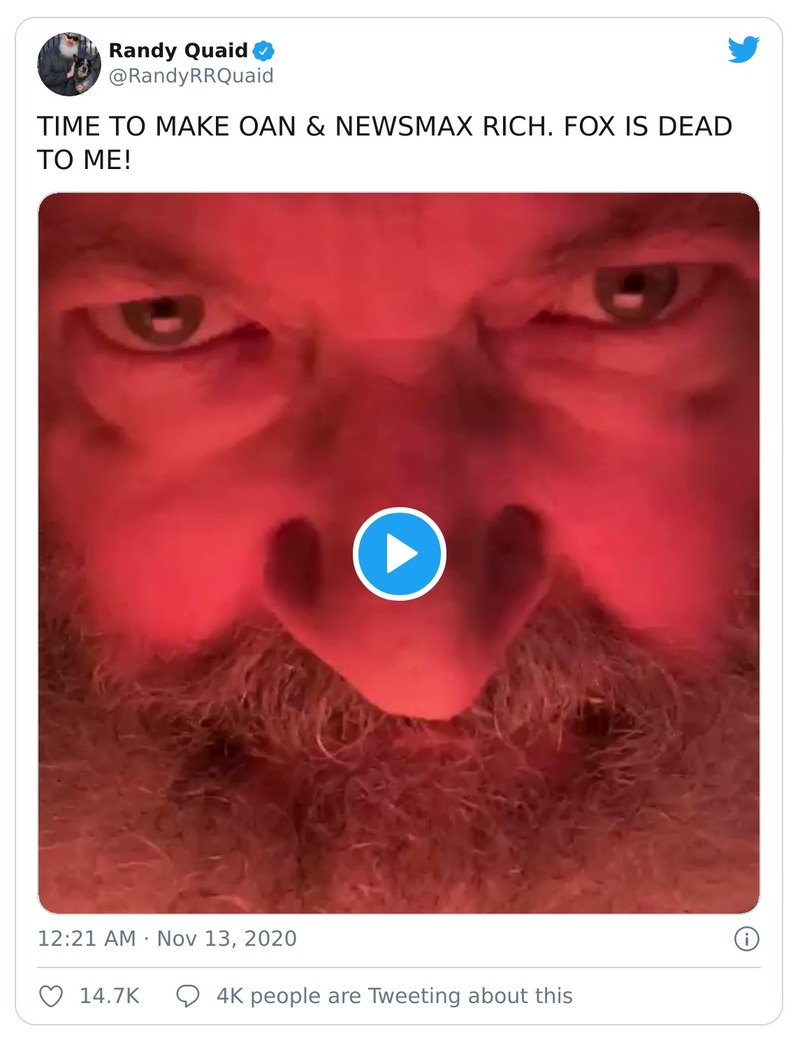 Randy Quaid
@RandyRRQuaid
TIME TO MAKE OAN & NEWSMAX RICH. FOX IS DEAD
TO ME!
12:21 AM · Nov 13, 2020
14.7K 4K people are Tweeting about this